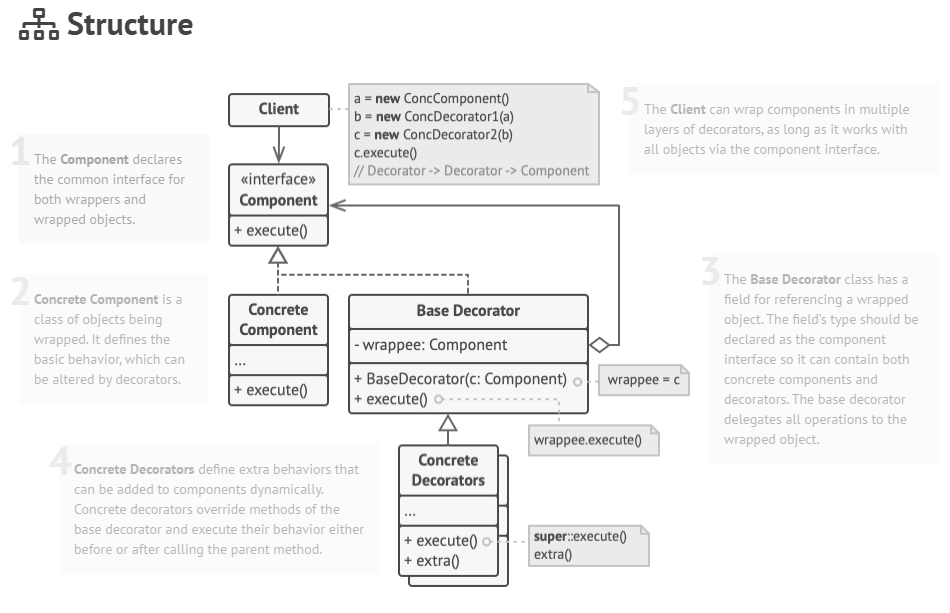 Structure
Client
a = new ConcComponent()
b = new ConcDecorator1(a)
c = new ConcDecorator2(b)
c.execute()
// Decorator -> Decorator -> Component
5
The Client can wrap components in multiple
layers of decorators, as long as it works with
all objects via the component interface.
1
The Component declares
the common interface for
both wrappers and
wrapped objects.
«interface»
Component
+ execute()
2
Concrete Component is a
class of objects being
wrapped. It defines the
basic behavior, which can
be altered by decorators.
Concrete
Component
...
+ execute()
Base Decorator
- wrappee: Component
+ BaseDecorator(c: Component)
+ execute()
wrappee = c
wrappee.execute()
3
The Base Decorator class has a
field for referencing a wrapped
object. The field's type should be
declared as the component
interface so it can contain both
concrete components and
decorators. The base decorator
delegates all operations to the
wrapped object.
4
Concrete Decorators define extra behaviors that
can be added to components dynamically.
Concrete decorators override methods of the
base decorator and execute their behavior either
before or after calling the parent method.
Concrete
Decorators
...
+ execute()
+ extra()
super::execute()
extra()